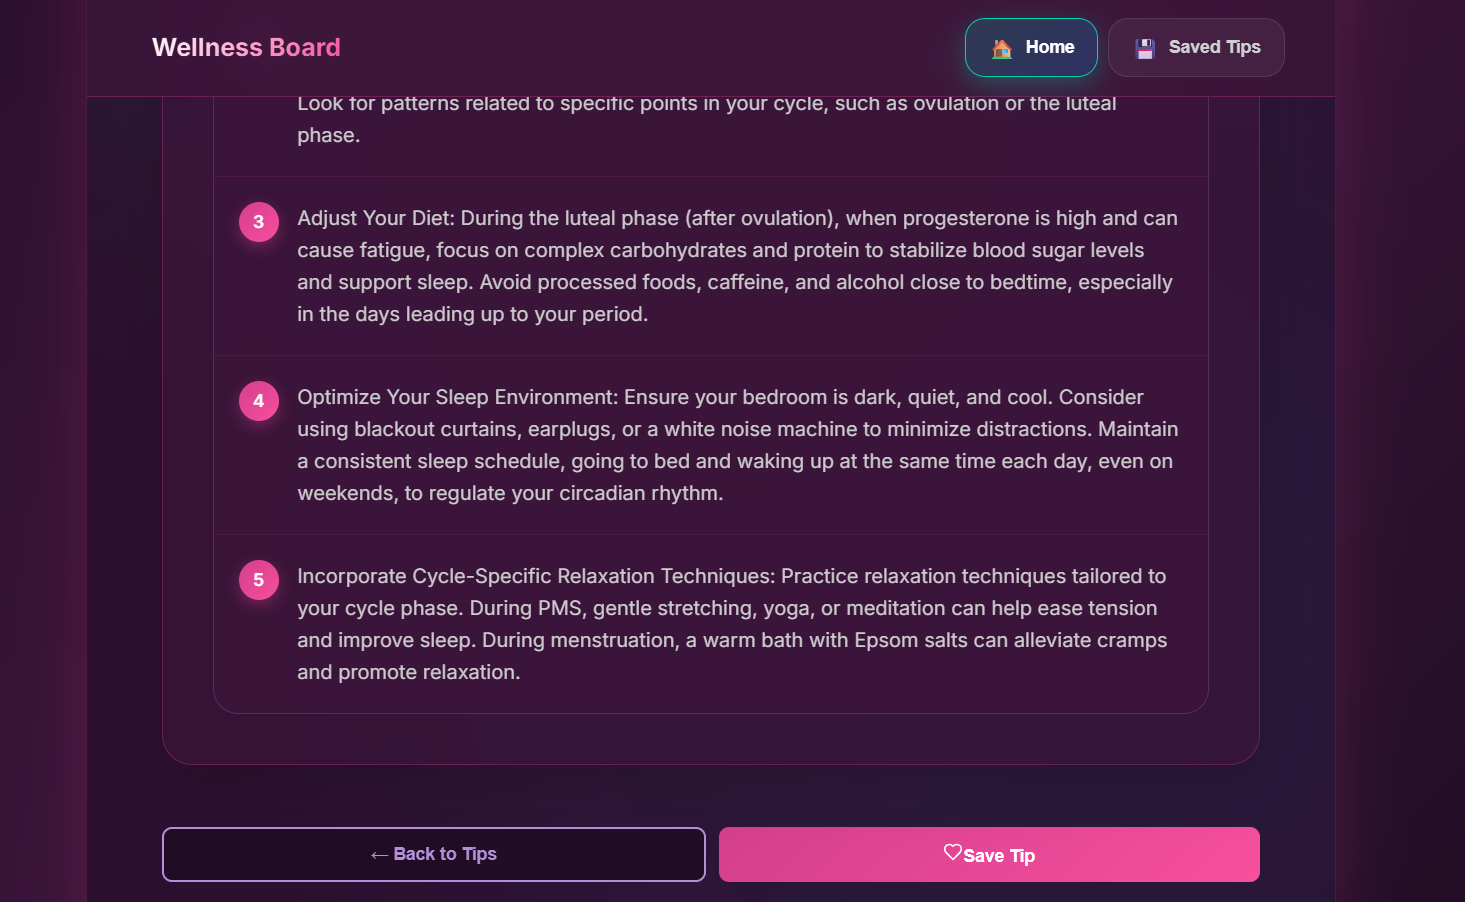 Wellness Board
Home
Saved Tips
Look for patterns related to specific points in your cycle, such as ovulation or the luteal
phase.
3
Adjust Your Diet: During the luteal phase (after ovulation), when progesterone is high and can
cause fatigue, focus on complex carbohydrates and protein to stabilize blood sugar levels
and support sleep. Avoid processed foods, caffeine, and alcohol close to bedtime, especially
in the days leading up to your period.
4
Optimize Your Sleep Environment: Ensure your bedroom is dark, quiet, and cool. Consider
using blackout curtains, earplugs, or a white noise machine to minimize distractions. Maintain
a consistent sleep schedule, going to bed and waking up at the same time each day, even on
weekends, to regulate your circadian rhythm.
5
Incorporate Cycle-Specific Relaxation Techniques: Practice relaxation techniques tailored to
your cycle phase. During PMS, gentle stretching, yoga, or meditation can help ease tension
and improve sleep. During menstruation, a warm bath with Epsom salts can alleviate cramps
and promote relaxation.
← Back to Tips
Save Tip